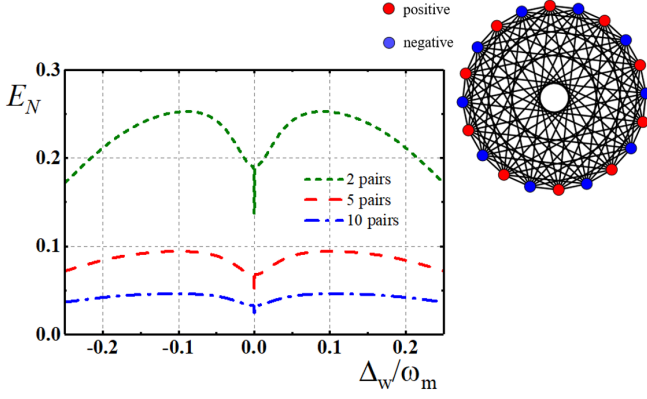 positive
negative
0.3
E_N
0.2
2 pairs
5 pairs
10 pairs
0.1
0.0
-0.2 -0.1 0.0 0.1 0.2
Δ_w/ω_m